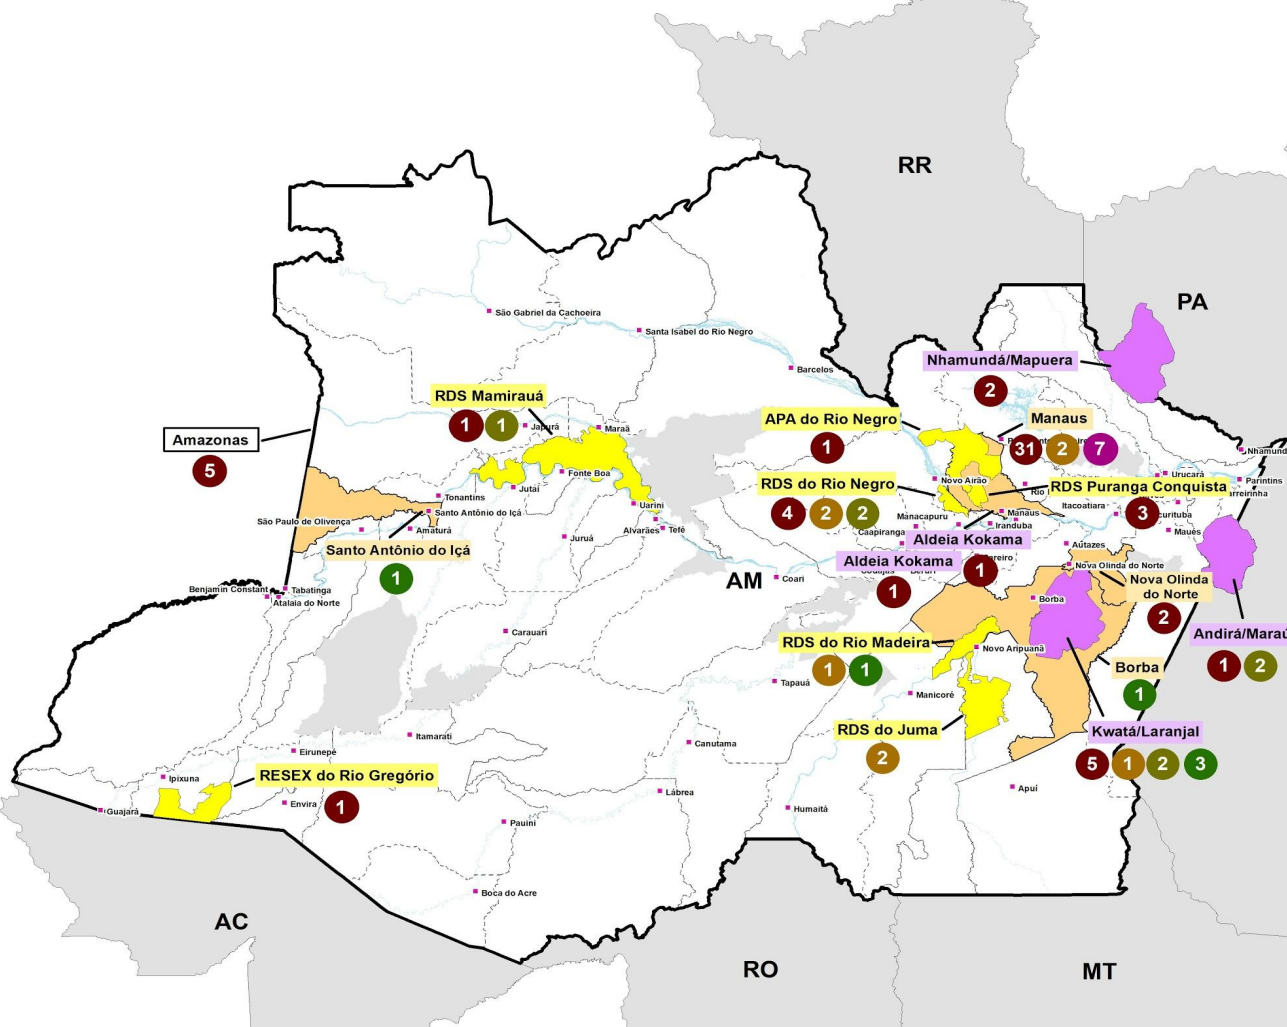 RR
PA
São Gabriel da Cachoeira
Santa Isabel do Rio Negro
Barcelos
Nhamundá/Mapuera
2
RDS Mamirauá
1 1
Japurá
Maraã
APA do Rio Negro
1
Manaus
31 2 7
Amazonas
5
Nhamund
Fonte Boa
Jutaí
Urucará
Parintins
arreirinha
RDS do Rio Negro
4 2 2
Novo Airão
Rio
RDS Puranga Conquista
3
Tonantins
Santo Antônio do Içá
São Paulo de Olivença
Amaturá
Uarini
Alvarães
Tefé
Itacoatiara
curituba
Maués
Manacapuru
Manaus
Iranduba
Caapiranga
Aldeia Kokama
1
Santo Antônio do Içá
1
Juruá
Autazes
Aldeia Kokama
1
AM
Coari
Nova Olinda do Norte
Nova Olinda
do Norte
2
Benjamin Constant
Tabatinga
Atalaia do Norte
Borba
Carauari
RDS do Rio Madeira
1 1
Novo Aripuanã
Andirá/Marau
1 2
Borba
1
Tapauá
Manicoré
RDS do Juma
2
Kwatá/Laranjal
5 1 2 3
Itamarati
Canutama
Eirunepé
Ipixuna
RESEX do Rio Gregório
1
Guajará
Envira
Lábrea
Apuí
Humaitá
Pauini
Boca do Acre
AC
RO
MT